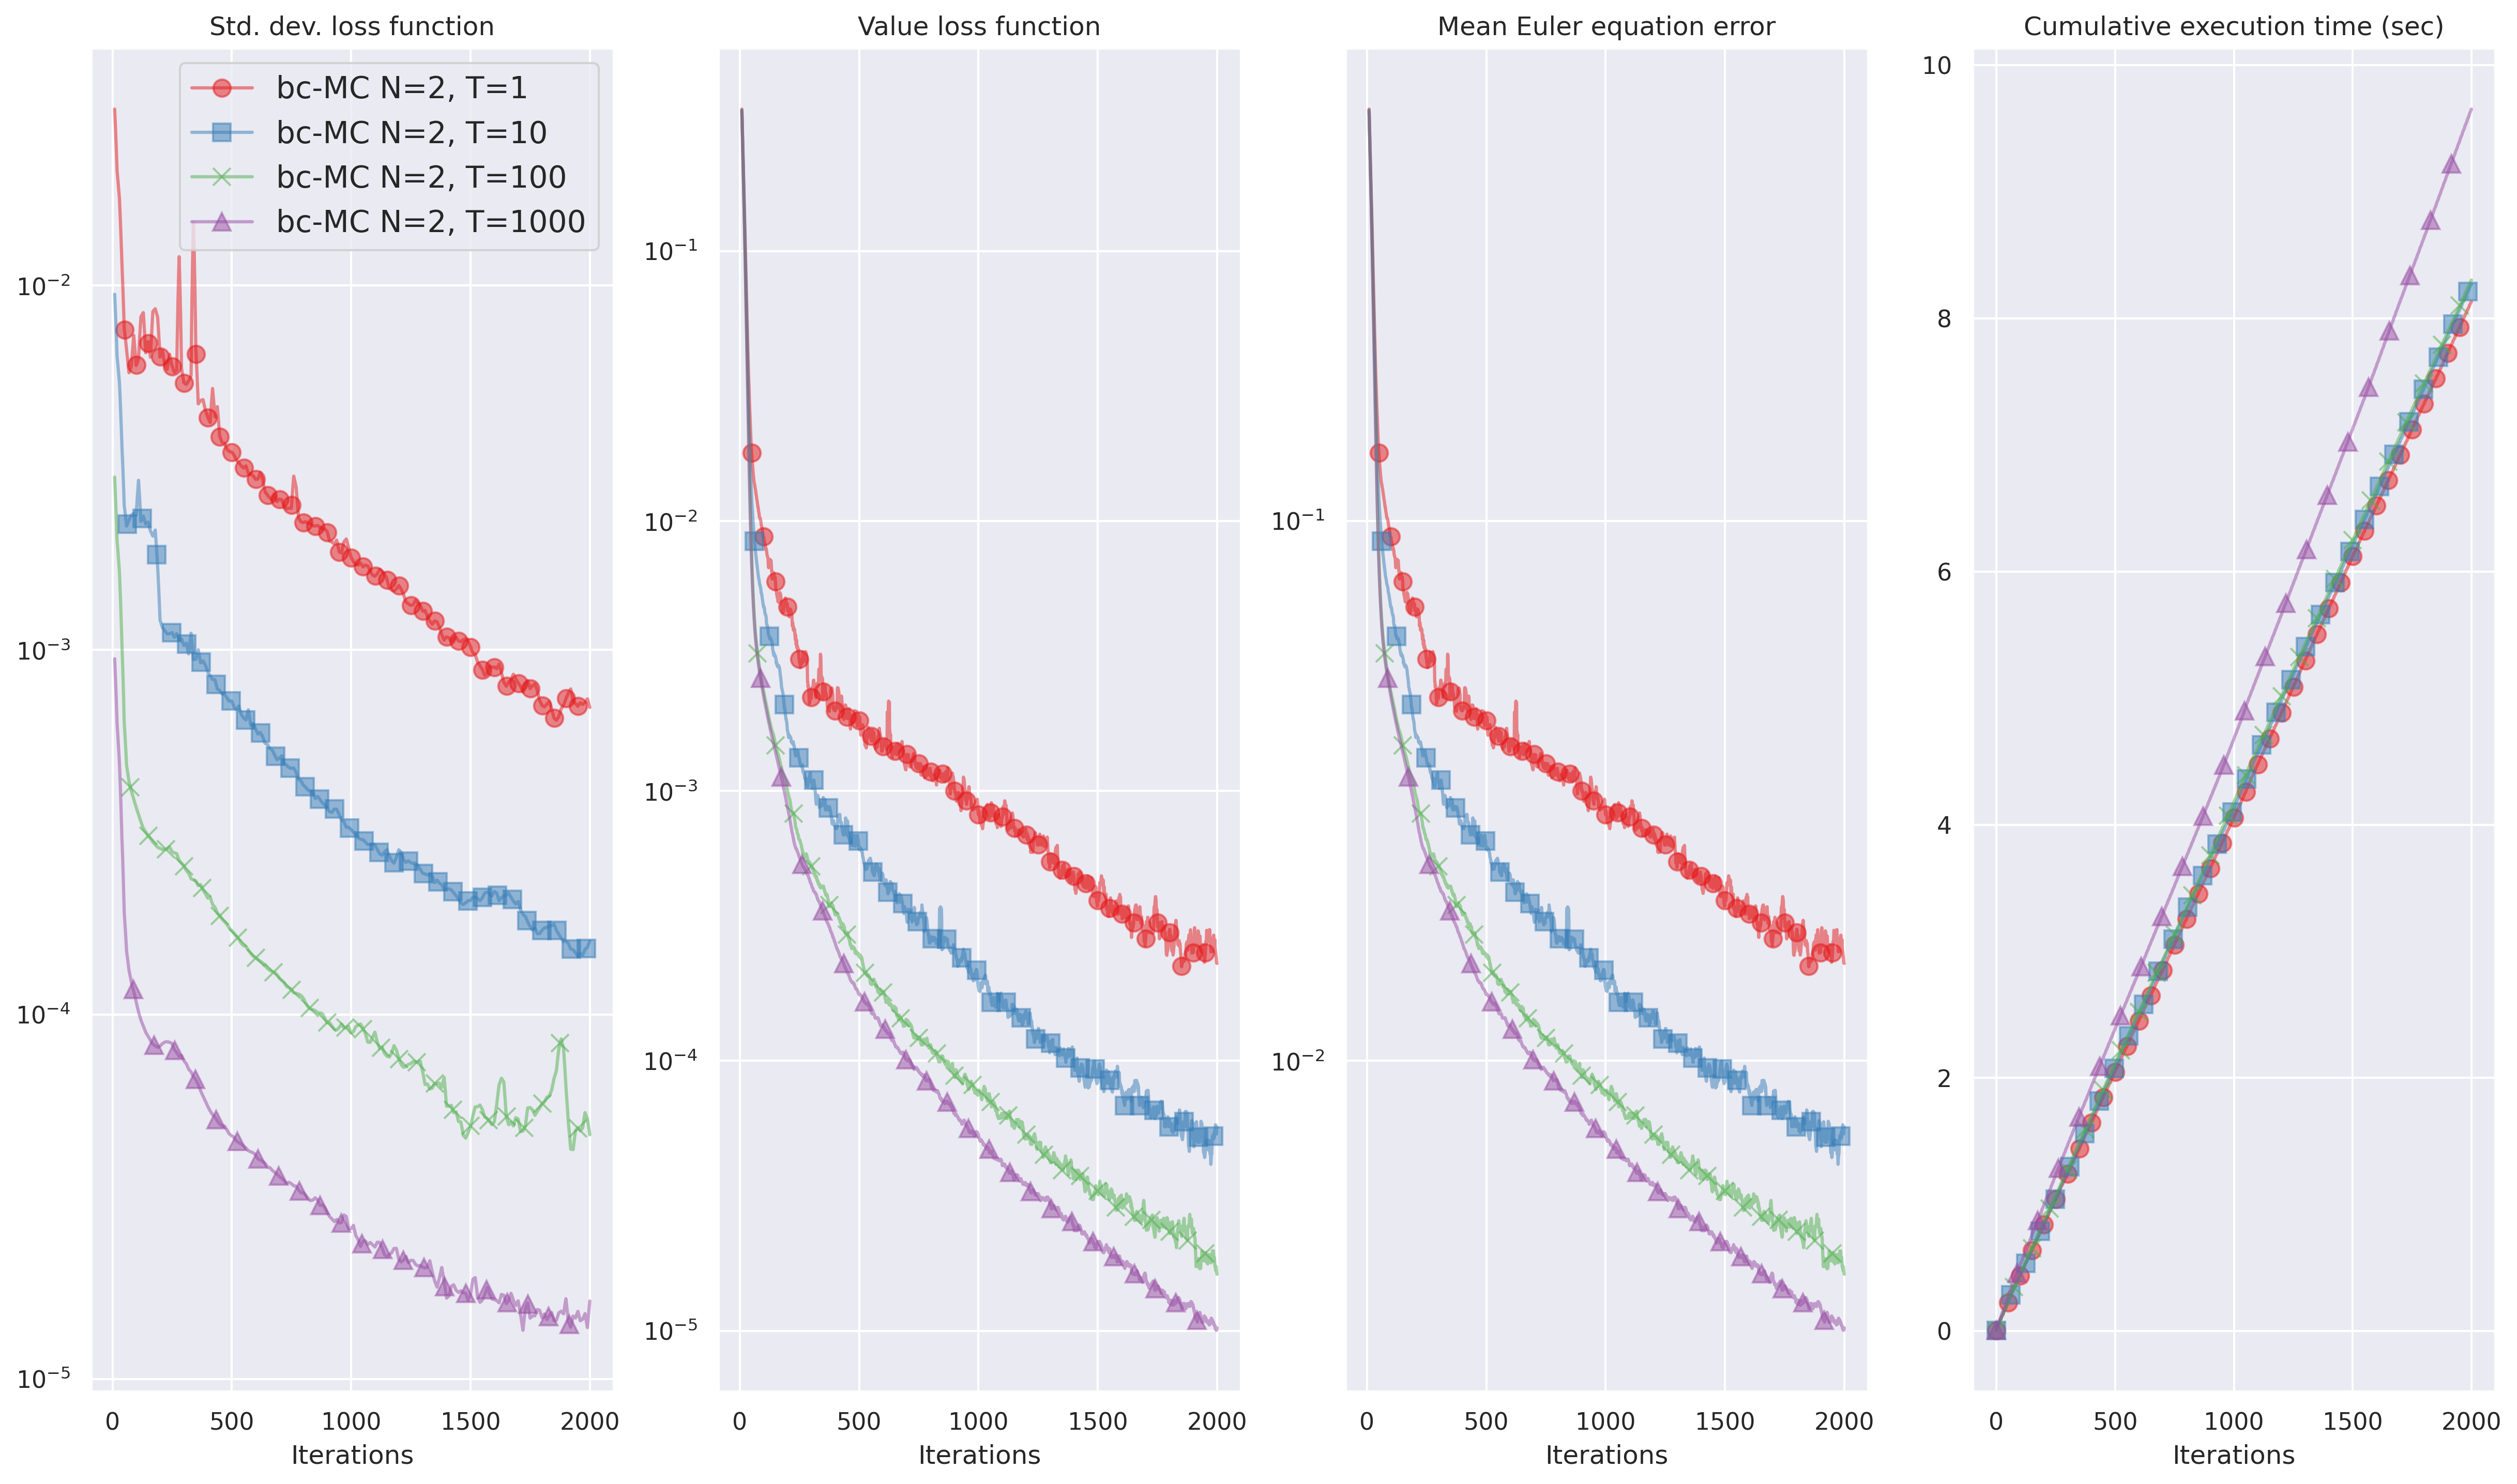 Std. dev. loss function
bc-MC N=2, T=1
bc-MC N=2, T=10
bc-MC N=2, T=100
bc-MC N=2, T=1000
10⁻²
10⁻³
10⁻⁴
10⁻⁵
0 500 1000 1500 2000
Iterations
Value loss function
10⁻¹
10⁻²
10⁻³
10⁻⁴
10⁻⁵
0 500 1000 1500 2000
Iterations
Mean Euler equation error
10⁻¹
10⁻²
0 500 1000 1500 2000
Iterations
Cumulative execution time (sec)
10
8
6
4
2
0
0 500 1000 1500 2000
Iterations